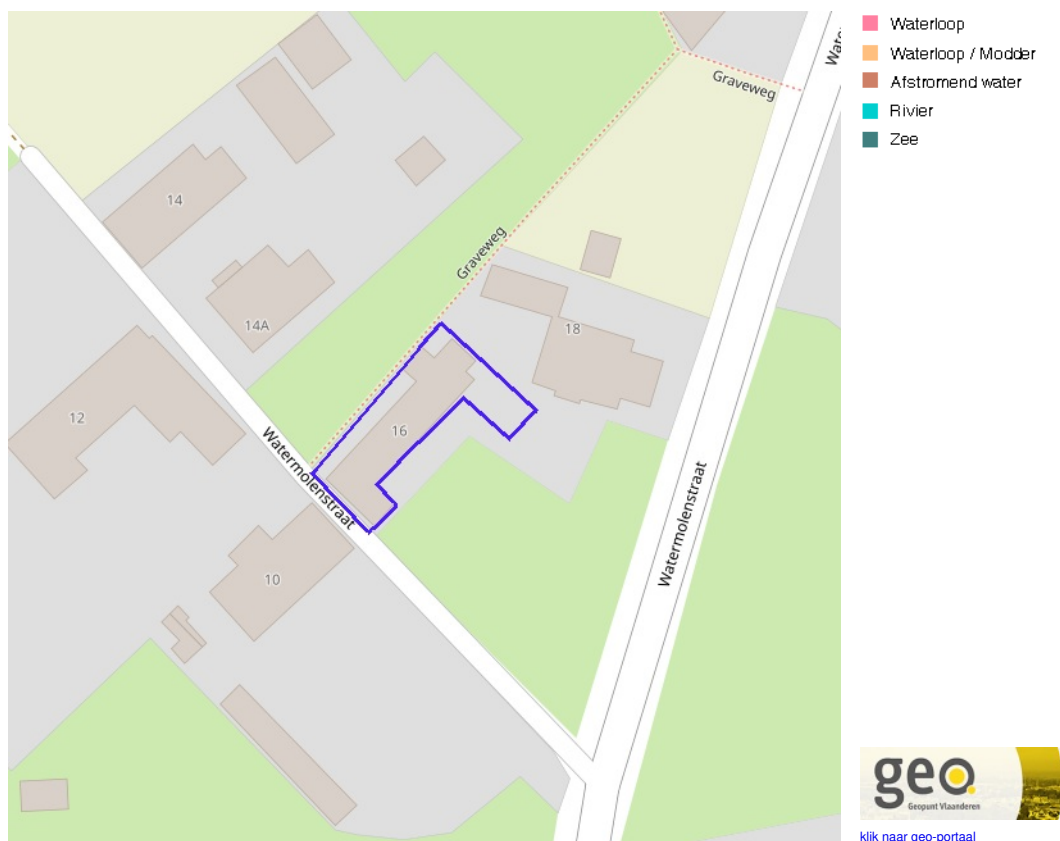 Graveweg
Water
Waterloop
Waterloop / Modder
Afstromend water
Rivier
Zee
14
Graveweg
14A
18
12
16
Watermolenstraat
Watermolenstraat
10
geo
Geopunt Vlaanderen
klik naar geo-portaal